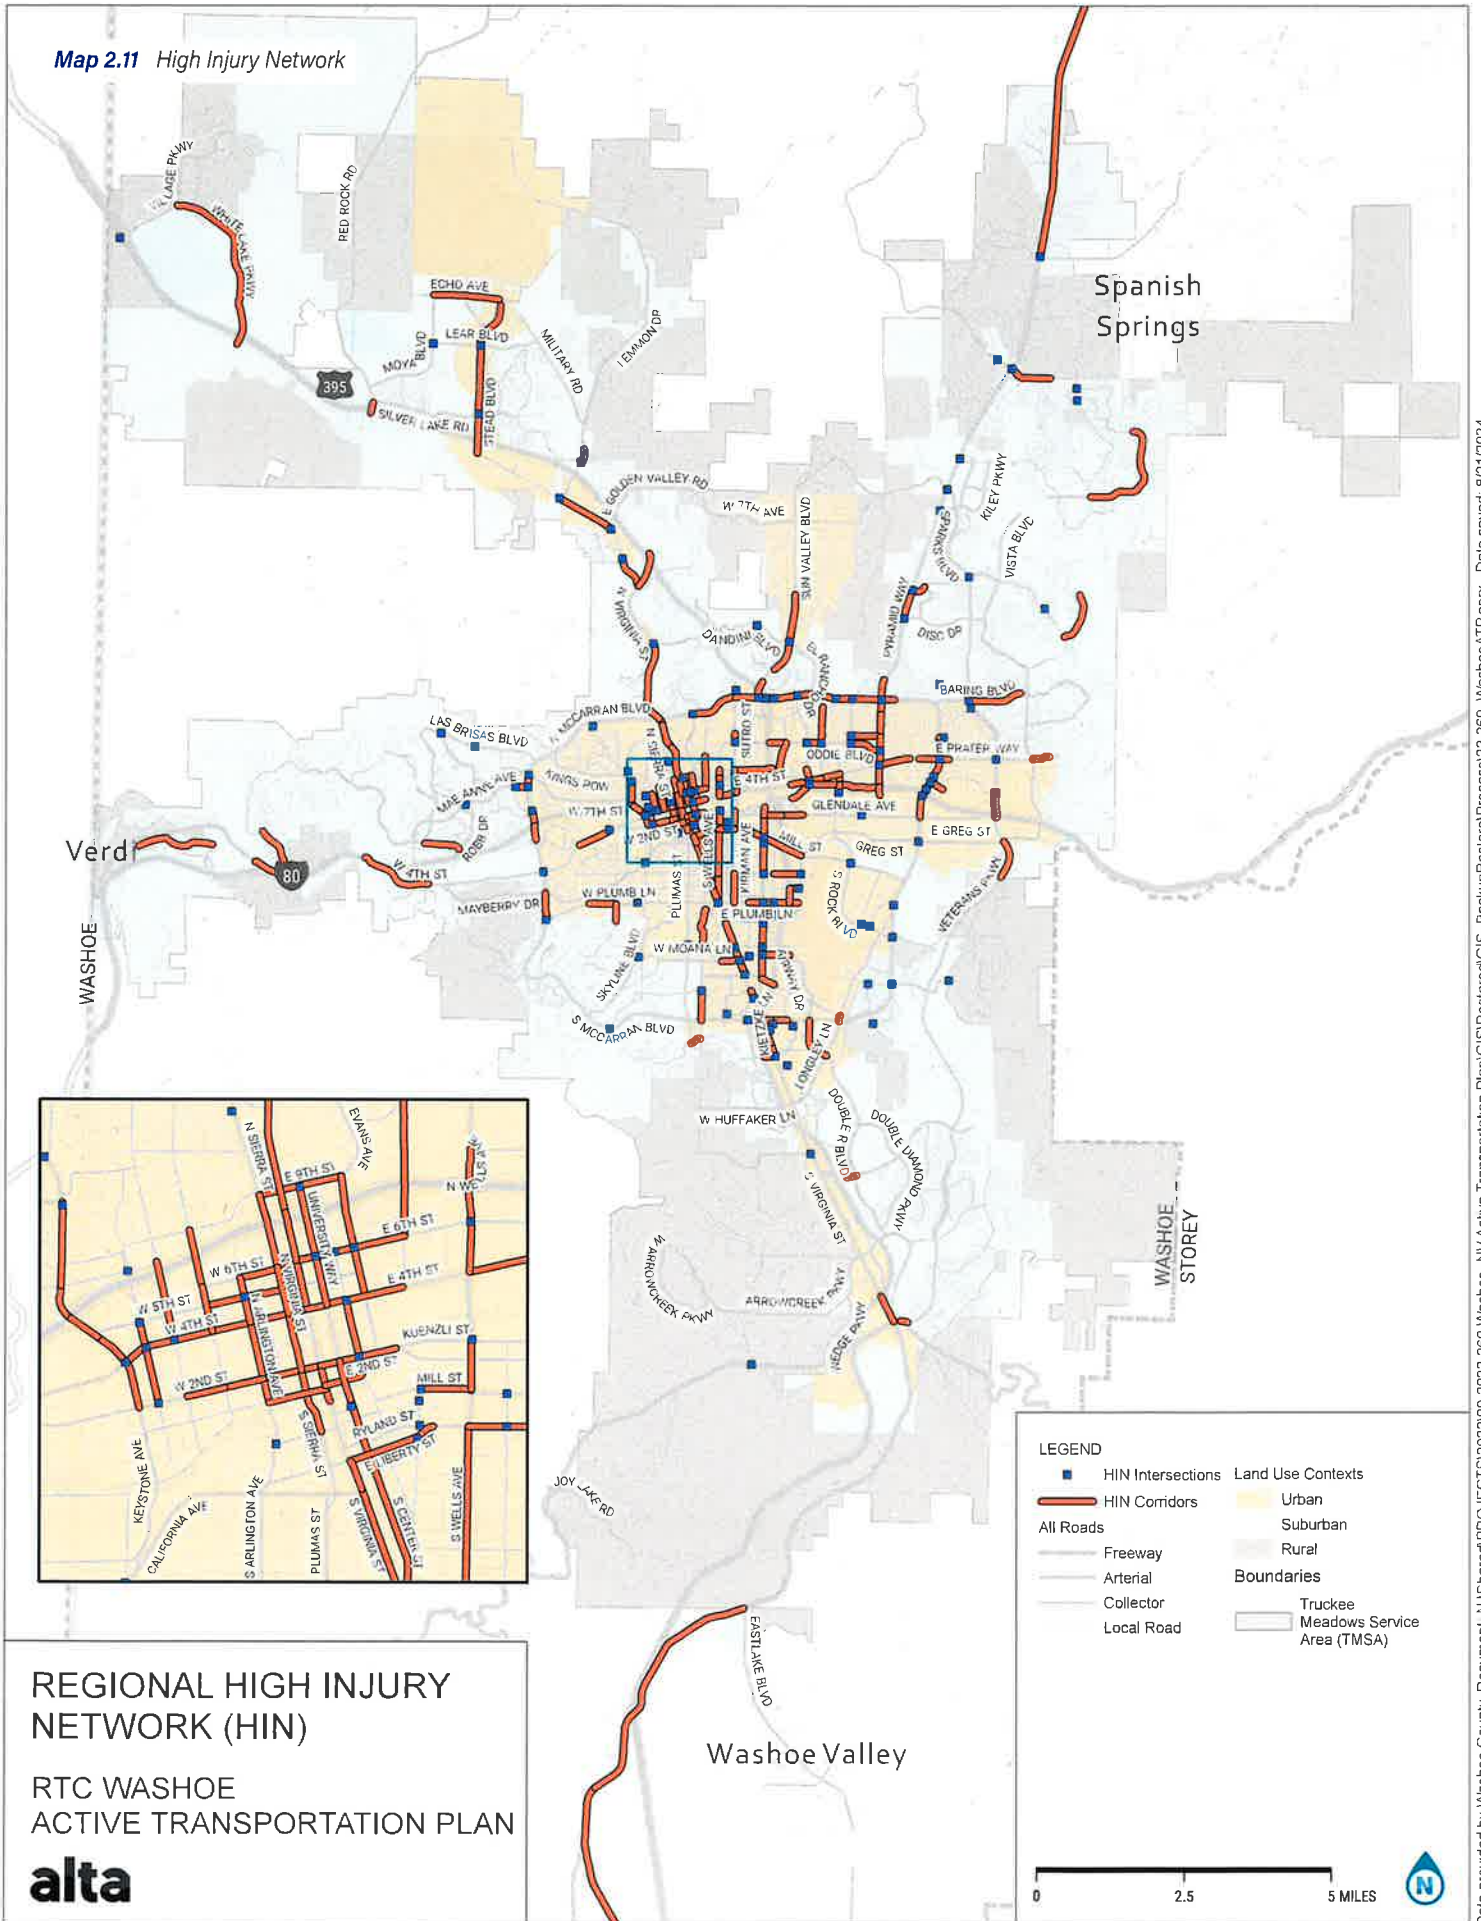 Map 2.11 High Injury Network
RED ROCK RD
WHITE LAKE PKWY
ECHO AVE
LEAR BLVD
MOYA BLVD
MILITARY RD
395
SILVER LAKE RD
STEAD BLVD
Spanish
Springs
E GOLDEN VALLEY RD
W 7TH AVE
SUN VALLEY BLVD
KILEY PKWY
SPARKS BLVD
VISTA BLVD
N VIRGINIA ST
DANDINI BLVD
PYRAMID WAY
DISC DR
BARING BLVD
N MCCARRAN BLVD
LAS BRISAS BLVD
N SIERRA ST
SUTRO ST
ODDIE BLVD
E PRATER WAY
MAE ANNE AVE
KINGS ROW
E 4TH ST
W 7TH ST
GLENDALE AVE
W 2ND ST
MILL ST
E GREG ST
GREG ST
Verdi
ROBB DR
80
W 4TH ST
S WELLS AVE
KIRMAN AVE
PLUMAS ST
W PLUMB LN
MAYBERRY DR
E PLUMB LN
S ROCK BLVD
VETERANS PKWY
WASHOE
W MOANA LN
SKYLINE BLVD
AIRWAY DR
KIETZKE LN
S MCCARRAN BLVD
LONGLEY LN
W HUFFAKER LN
DOUBLE R BLVD
DOUBLE DIAMOND PKWY
S VIRGINIA ST
W ARROWCREEK PKWY
ARROWCREEK PKWY
WEDGE PKWY
WASHOE
STOREY
JOY LAKE RD
EASTLAKE BLVD
Washoe Valley
N SIERRA ST
EVANS AVE
E 9TH ST
N WELLS AVE
UNIVERSITY WAY
E 6TH ST
W 6TH ST
N VIRGINIA ST
E 4TH ST
W 5TH ST
W 4TH ST
N ARLINGTON AVE
KUENZLI ST
E 2ND ST
W 2ND ST
MILL ST
RYLAND ST
S SIERRA ST
E LIBERTY ST
KEYSTONE AVE
CALIFORNIA AVE
S ARLINGTON AVE
PLUMAS ST
S VIRGINIA ST
S CENTER ST
S WELLS AVE
LEGEND
HIN Intersections
HIN Corridors
All Roads
Freeway
Arterial
Collector
Local Road
Land Use Contexts
Urban
Suburban
Rural
Boundaries
Truckee
Meadows Service
Area (TMSA)
0 2.5 5 MILES
N
REGIONAL HIGH INJURY
NETWORK (HIN)
RTC WASHOE
ACTIVE TRANSPORTATION PLAN
alta